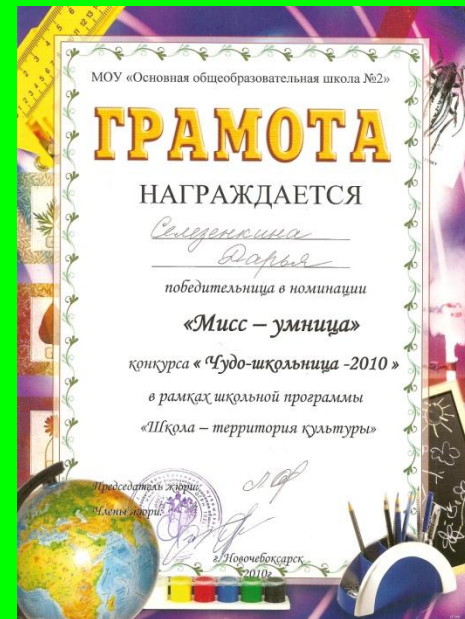 МОУ «Основная общеобразовательная школа №2»
ГРАМОТА
НАГРАЖДАЕТСЯ
Селезенкина
Дарья
победительница в номинации
«Мисс – умница»
конкурса « Чудо-школьница -2010 »
в рамках школьной программы
«Школа – территория культуры»
Председатель жюри:
Члены жюри:
г. Новочебоксарск
2010г